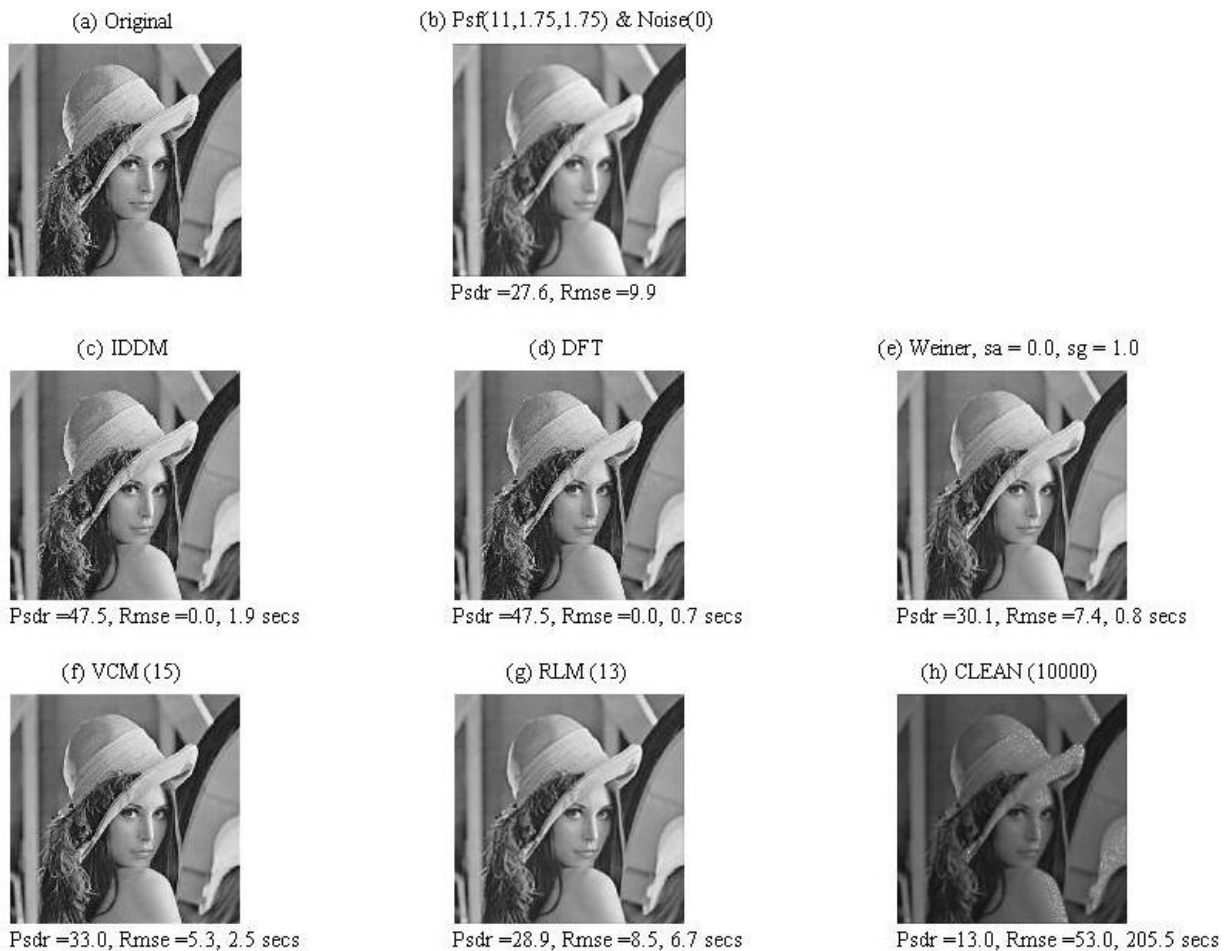 (a) Original
(b) Psf(11,1.75,1.75) & Noise(0)
Psdr =27.6, Rmse =9.9
(c) IDDM
(d) DFT
(e) Weiner, sa = 0.0, sg = 1.0
Psdr =47.5, Rmse =0.0, 1.9 secs
Psdr =47.5, Rmse =0.0, 0.7 secs
Psdr =30.1, Rmse =7.4, 0.8 secs
(f) VCM (15)
(g) RLM (13)
(h) CLEAN (10000)
Psdr =33.0, Rmse =5.3, 2.5 secs
Psdr =28.9, Rmse =8.5, 6.7 secs
Psdr =13.0, Rmse =53.0, 205.5 secs